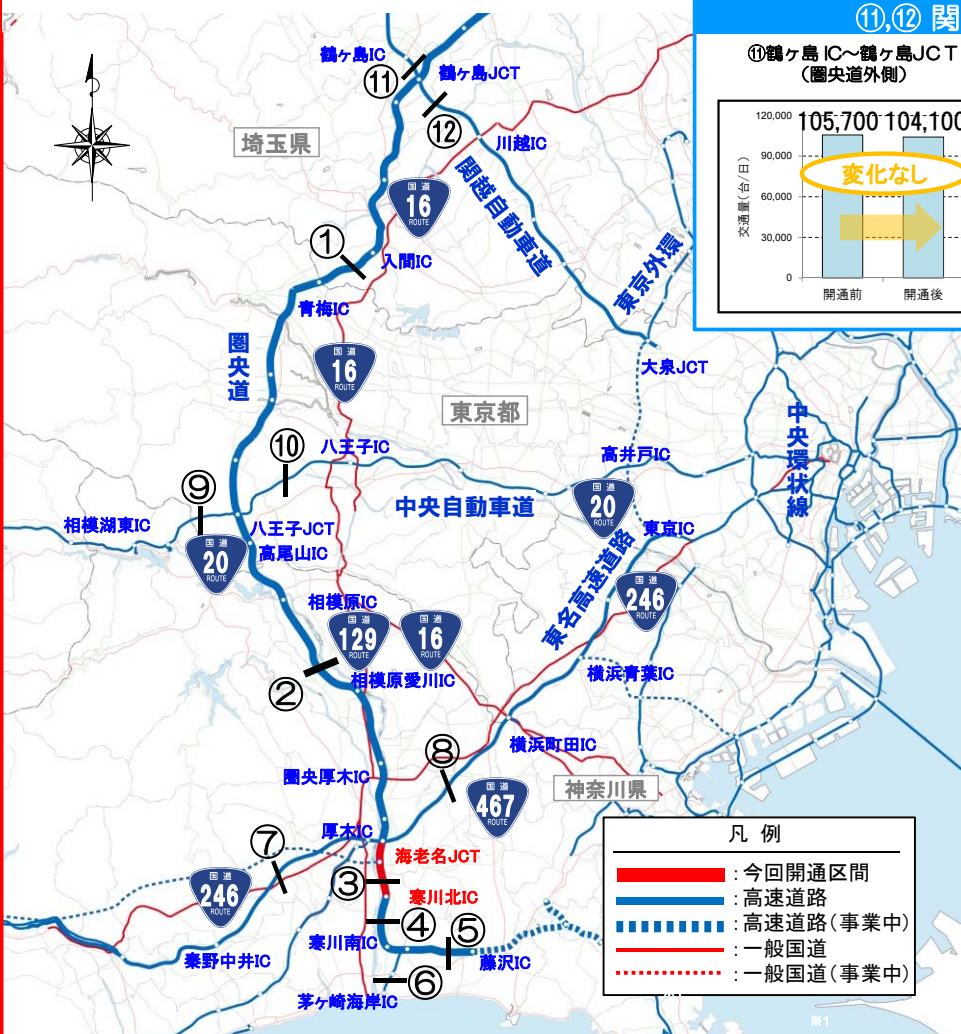 ⑪,⑫ 関
⑪鶴ヶ島IC～鶴ヶ島JCT
(圏央道外側)
交通量(台/日)
120,000
90,000
60,000
30,000
0
105,700 104,100
変化なし
開通前 開通後
鶴ヶ島IC
⑪
鶴ヶ島JCT
⑫
埼玉県
川越IC
関越自動車道
国道
16
ROUTE
①
入間IC
東京外環
青梅IC
圏央道
国道
16
ROUTE
大泉JCT
東京都
中央環状線
⑩
八王子IC
高井戸IC
⑨
中央自動車道
国道
20
ROUTE
相模湖東IC
八王子JCT
東京IC
国道
20
ROUTE
高尾山IC
東名高速道路
国道
246
ROUTE
相模原IC
国道
129
ROUTE
国道
16
ROUTE
②
相模原愛川IC
横浜青葉IC
横浜町田IC
⑧
圏央厚木IC
国道
467
ROUTE
神奈川県
厚木IC
⑦
海老名JCT
国道
246
ROUTE
③
寒川北IC
④
寒川南IC
⑤
藤沢IC
秦野中井IC
⑥
茅ヶ崎海岸IC
凡 例
:今回開通区間
:高速道路
:高速道路(事業中)
:一般国道
:一般国道(事業中)
※1